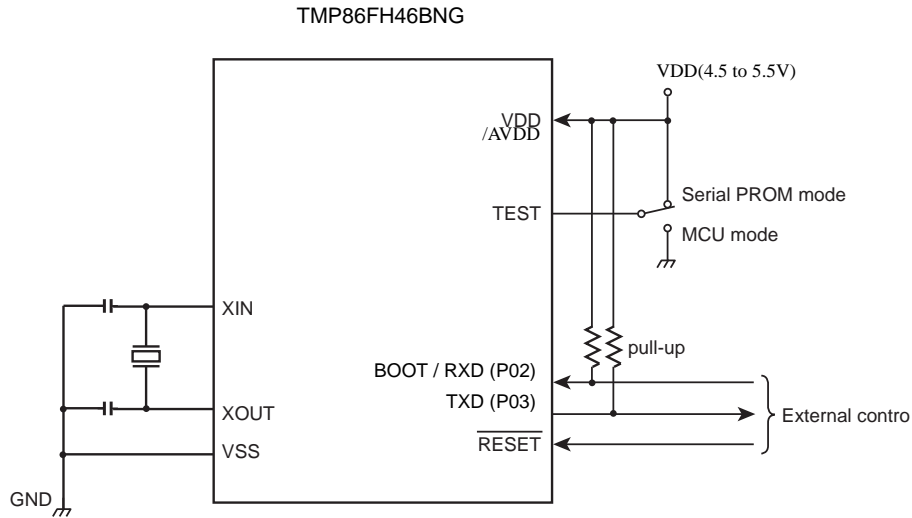 TMP86FH46BNG
VDD(4.5 to 5.5V)
VDD
/AVDD
Serial PROM mode
TEST
MCU mode
XIN
pull-up
BOOT / RXD (P02)
TXD (P03)
XOUT
External contro
RESET
VSS
GND